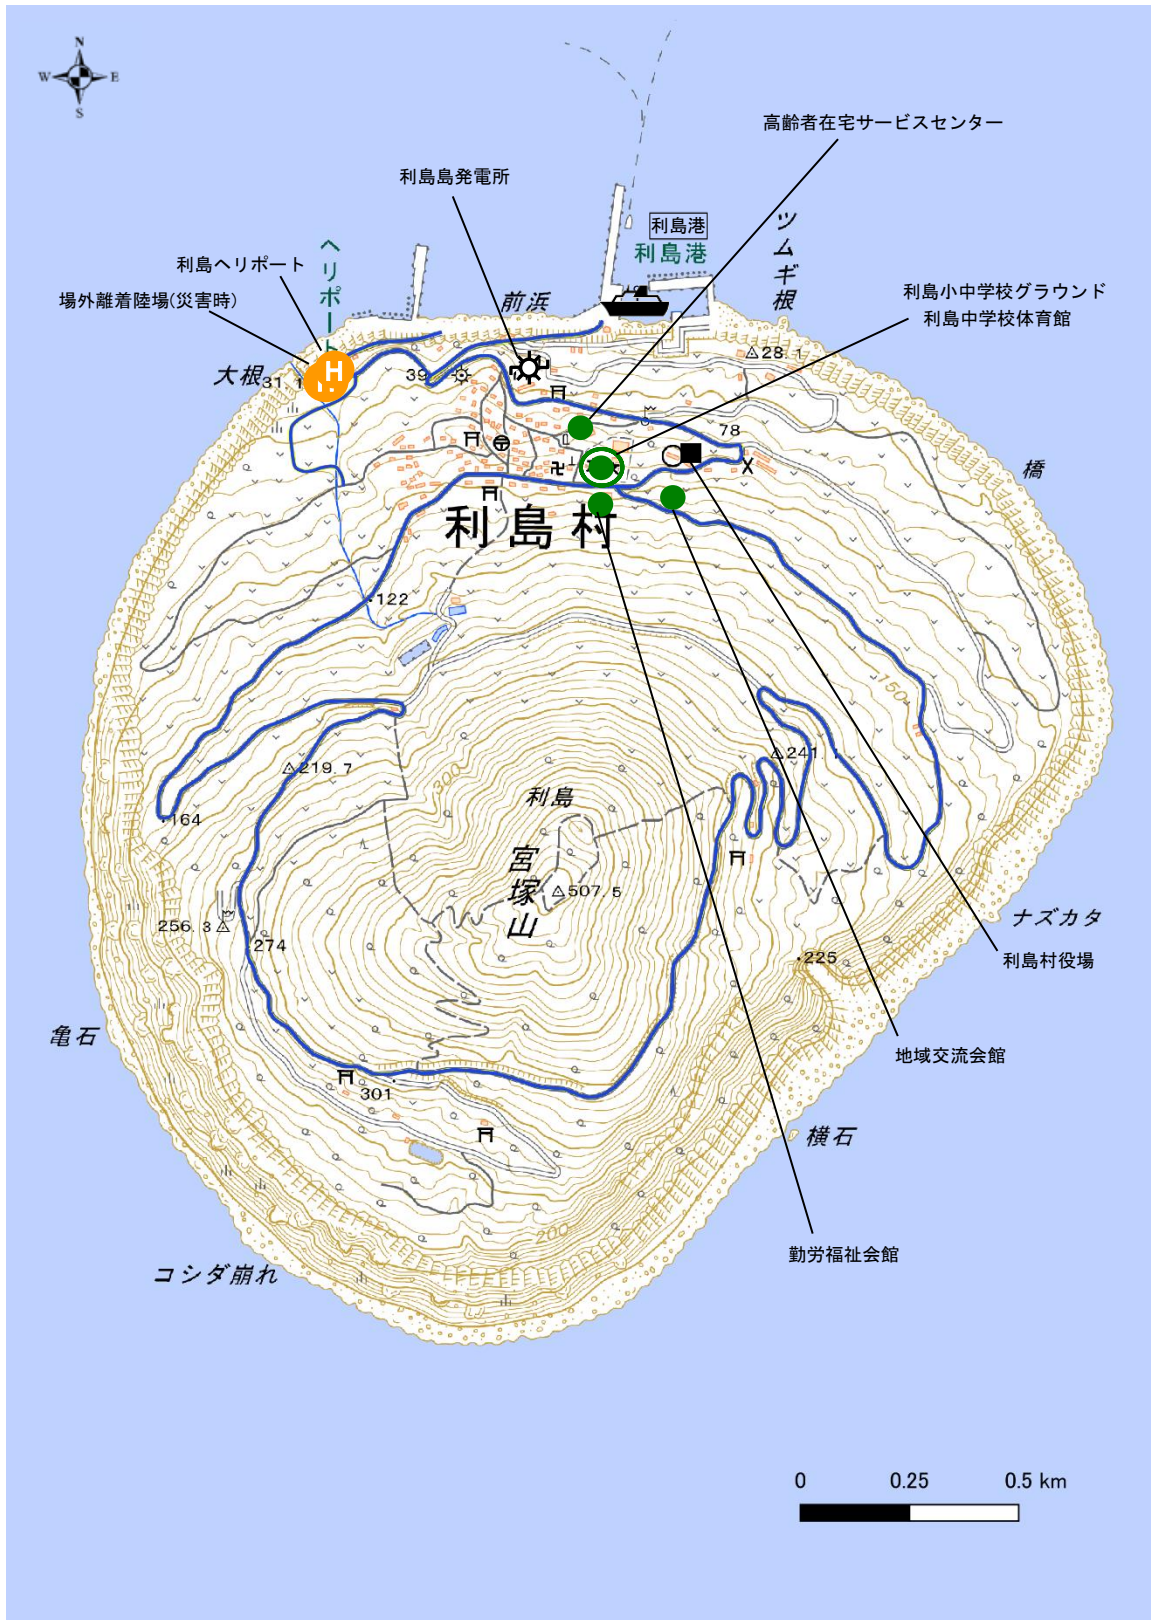 N
W E
S
高齢者在宅サービスセンター
利島島発電所
利島港
利島港
ツムギ根
ヘリポート
利島ヘリポート
場外離着陸場(災害時)
前浜
利島小中学校グラウンド
利島中学校体育館
大根
31.1
H
39
28.1
78
橋
利島村
122
150
219.7
241.1
300
利島
164
宮塚山
507.5
256.3
274
ナズカタ
225
利島村役場
亀石
地域交流会館
301
横石
200
勤労福祉会館
コシダ崩れ
0 0.25 0.5 km